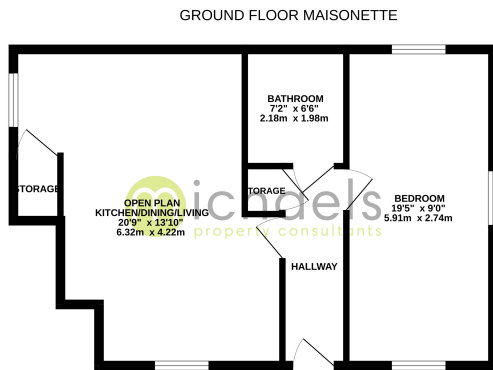 GROUND FLOOR MAISONETTE
BATHROOM
7'2" x 6'6"
2.18m x 1.98m
STORAGE
STORAGE
OPEN PLAN
KITCHEN/DINING/LIVING
20'9" x 13'10"
6.32m x 4.22m
BEDROOM
19'5" x 9'0"
5.91m x 2.74m
michaels
property consultants
HALLWAY